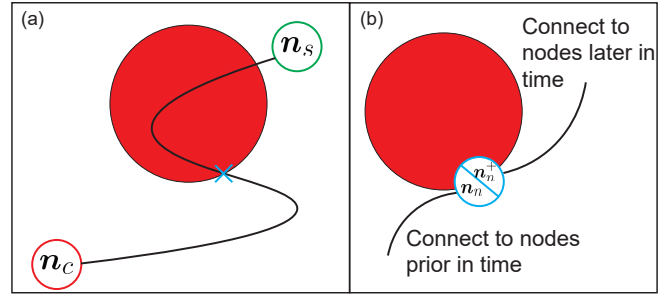 (a)
n_s
n_c
(b)
Connect to
nodes later in
time
n_n^+
n_n
Connect to nodes
prior in time